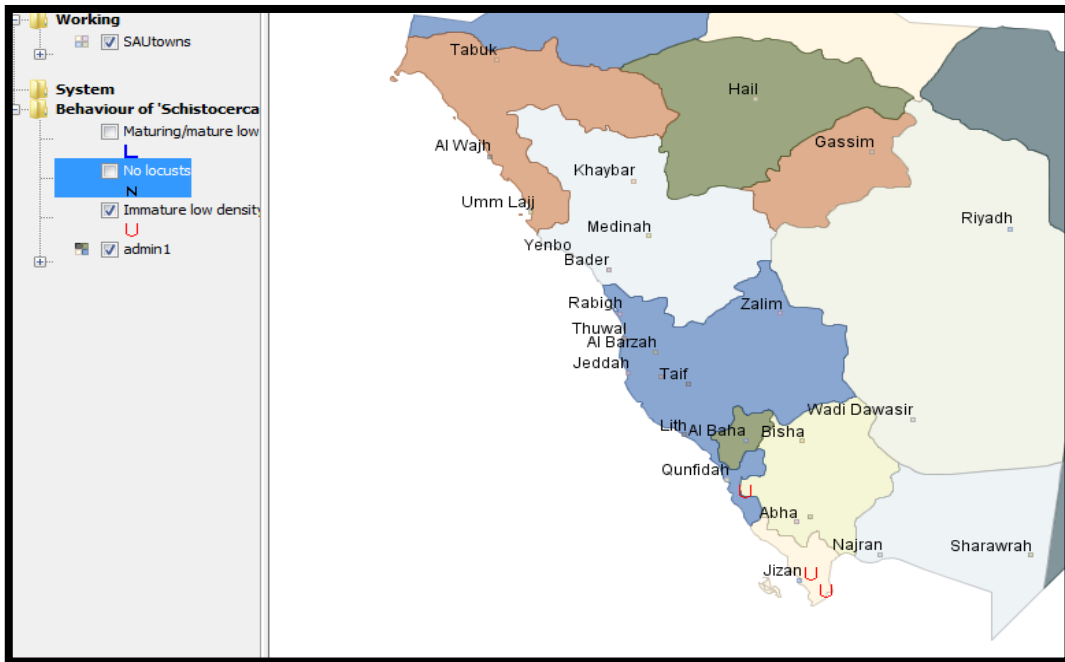 Working
SAUtowns
System
Behaviour of 'Schistocerca
Maturing/mature low
L
No locusts
N
Immature low density
U
admin1
Tabuk
Hail
Al Wajh
Khaybar
Gassim
Umm Lajj
Medinah
Riyadh
Yenbo
Bader
Rabigh
Zalim
Thuwal
Al Barzah
Jeddah
Taif
Wadi Dawasir
Lith
Al Baha
Bisha
Qunfidah
U
Abha
Najran
Sharawrah
Jizan
U
U